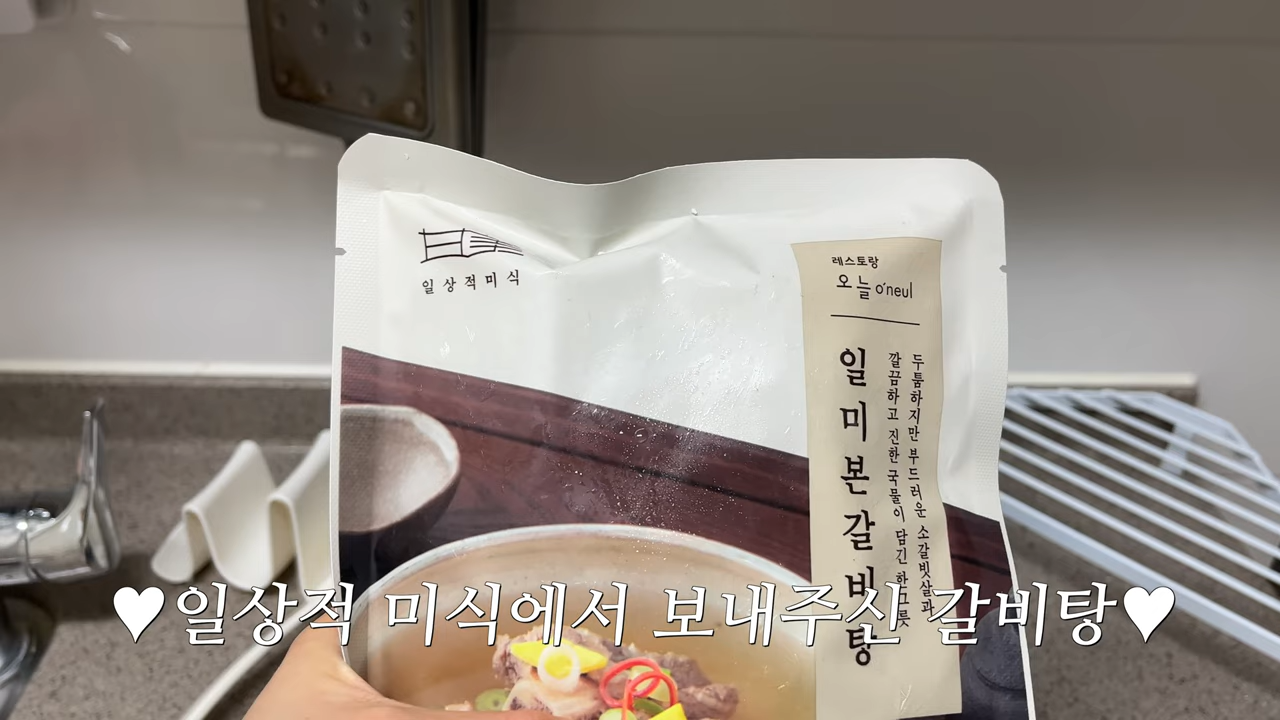 일상적미식
레스토랑
오늘 o'neul
일미본갈비탕
두툼하지만 부드러운 소갈빗살과
깔끔하고 진한 국물이 담긴 한그릇
♥일상적 미식에서 보내주신 갈비탕♥